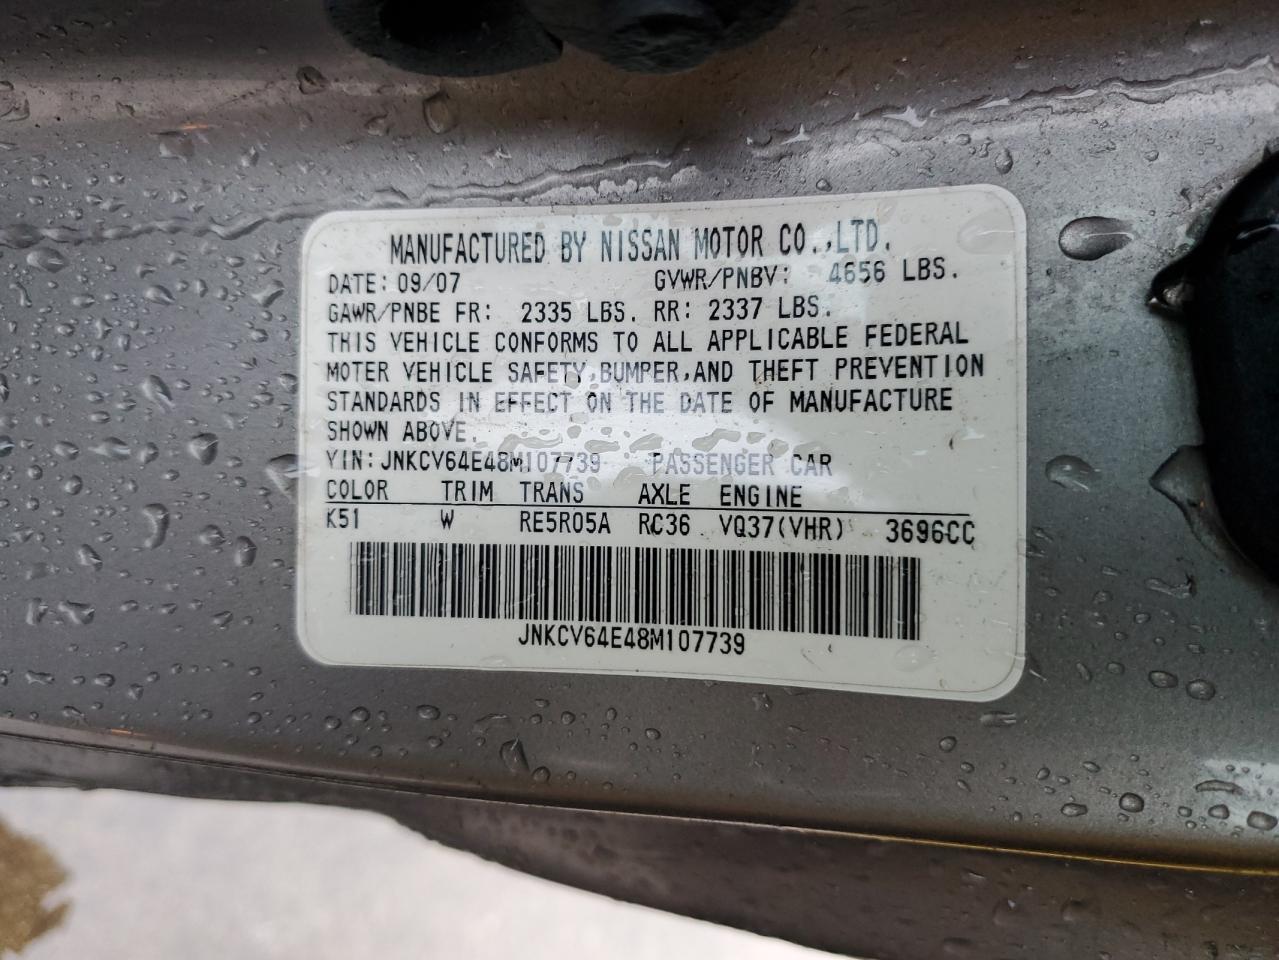 MANUFACTURED BY NISSAN MOTOR CO.,LTD.
DATE: 09/07 GVWR/PNBV: 4656 LBS.
GAWR/PNBE FR: 2335 LBS. RR: 2337 LBS.
THIS VEHICLE CONFORMS TO ALL APPLICABLE FEDERAL
MOTER VEHICLE SAFETY,BUMPER,AND THEFT PREVENTION
STANDARDS IN EFFECT ON THE DATE OF MANUFACTURE
SHOWN ABOVE.
VIN: JNKCV64E48M107739 PASSENGER CAR
COLOR TRIM TRANS AXLE ENGINE
K51 W RE5R05A RC36 VQ37(VHR) 3696CC
JNKCV64E48M107739